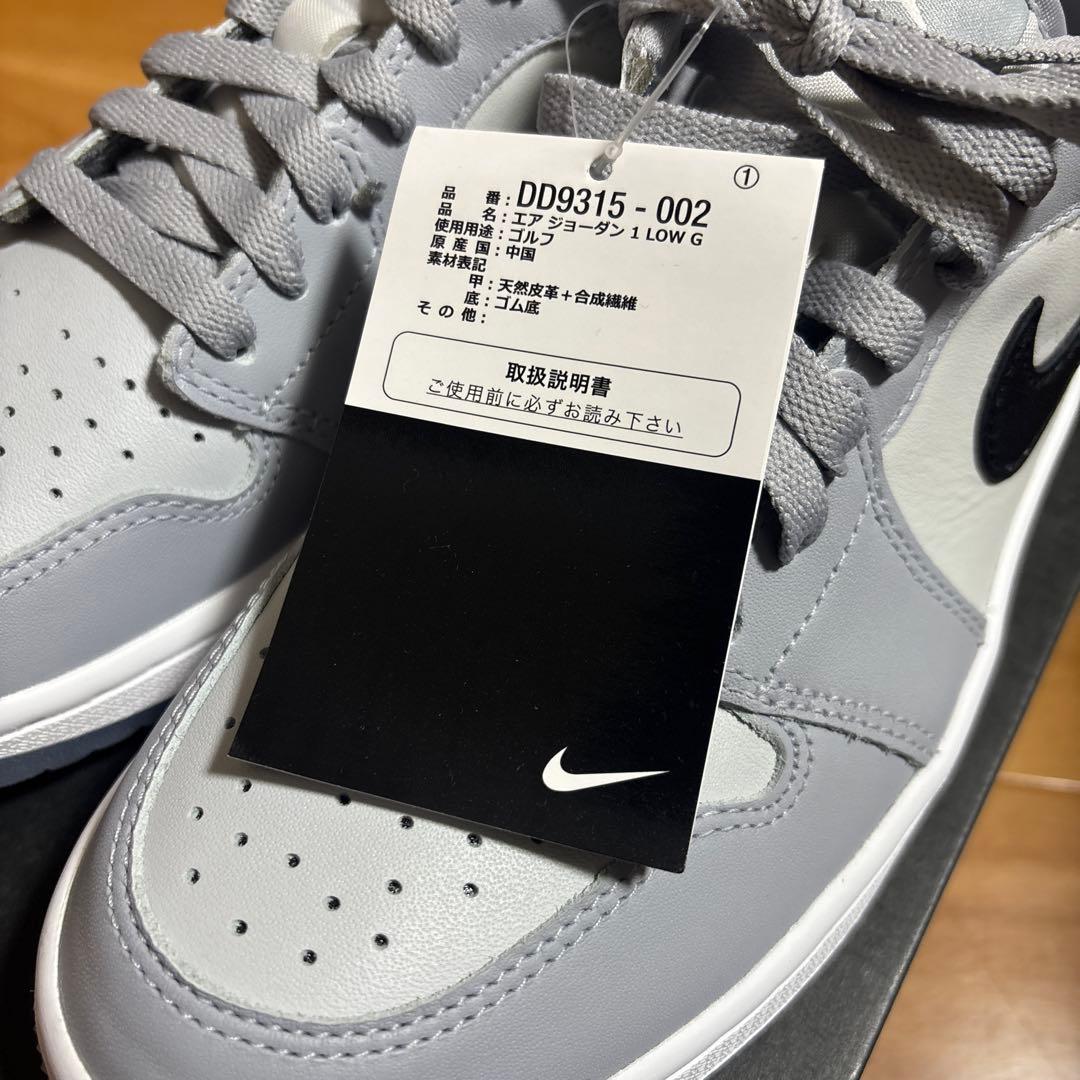 ①
品番：DD9315 - 002
品名：エア ジョーダン 1 LOW G
使用用途：ゴルフ
原産国：中国
素材表記
甲：天然皮革＋合成繊維
底：ゴム底
その他：
取扱説明書
ご使用前に必ずお読み下さい